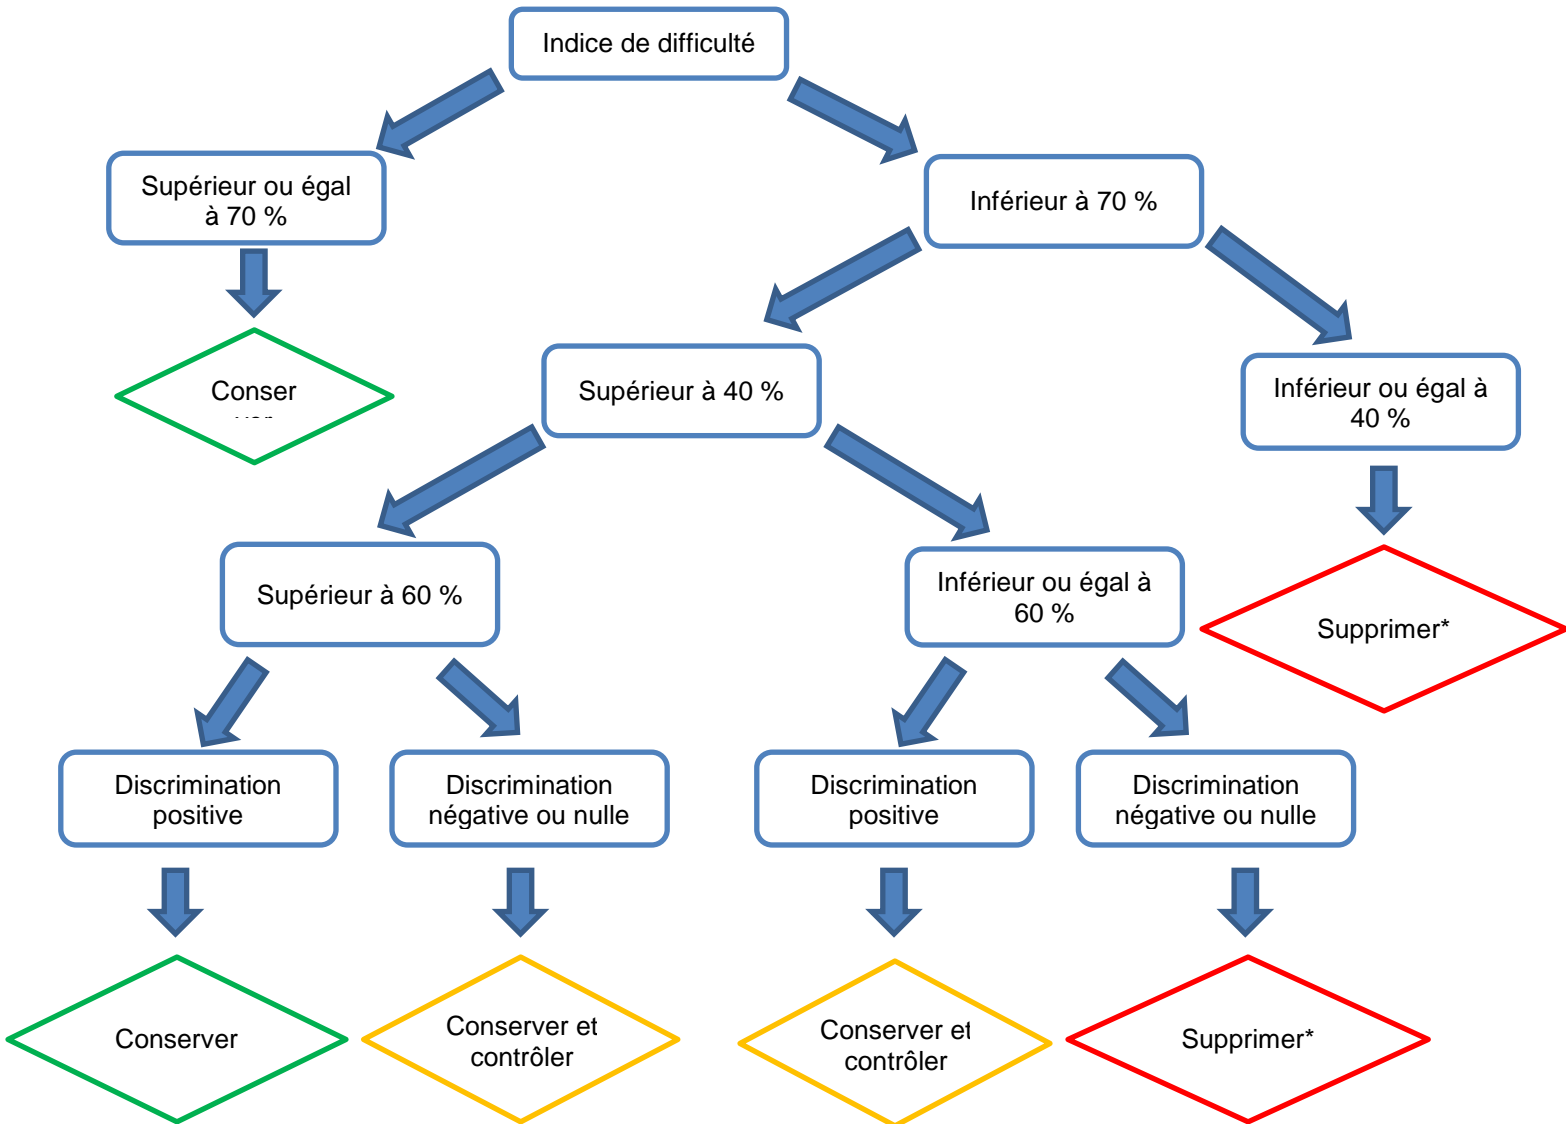 Indice de difficulté
Supérieur ou égal
à 70 %
Inférieur à 70 %
Conser
Supérieur à 40 %
Inférieur ou égal à
40 %
Supérieur à 60 %
Inférieur ou égal à
60 %
Supprimer*
Discrimination
positive
Discrimination
négative ou nulle
Discrimination
positive
Discrimination
négative ou nulle
Conserver
Conserver et
contrôler
Conserver et
contrôler
Supprimer*